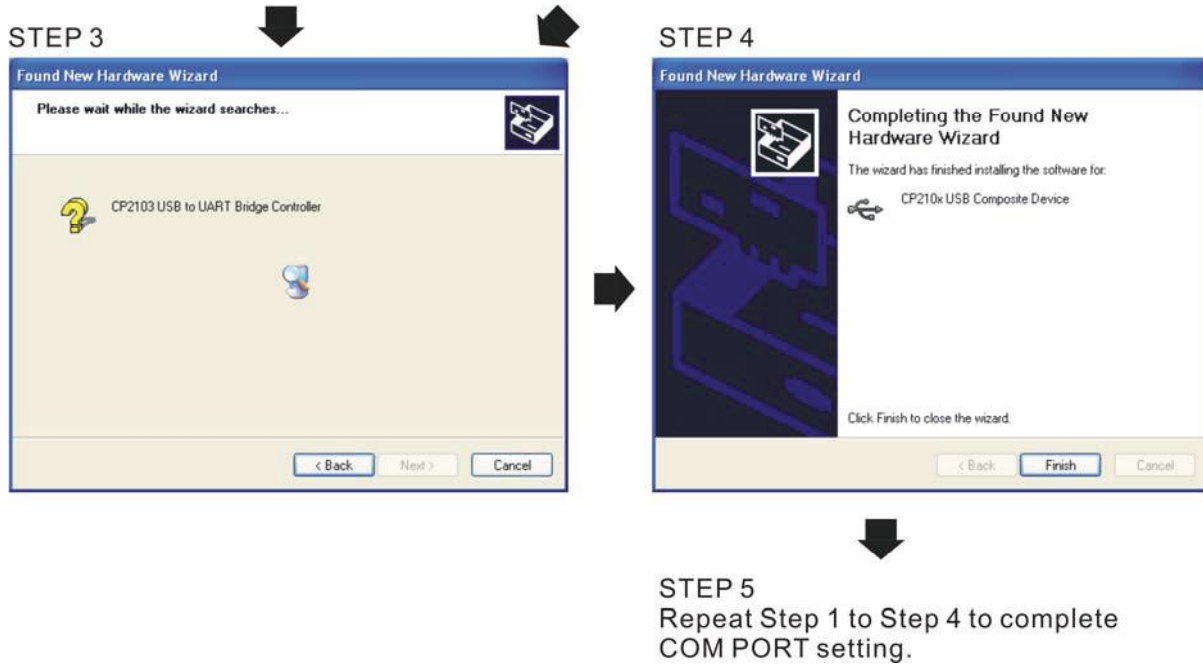 STEP 3
Found New Hardware Wizard
Please wait while the wizard searches...
CP2103 USB to UART Bridge Controller
< Back
Next >
Cancel
STEP 4
Found New Hardware Wizard
Completing the Found New
Hardware Wizard
The wizard has finished installing the software for:
CP210x USB Composite Device
Click Finish to close the wizard.
< Back
Finish
Cancel
STEP 5
Repeat Step 1 to Step 4 to complete
COM PORT setting.